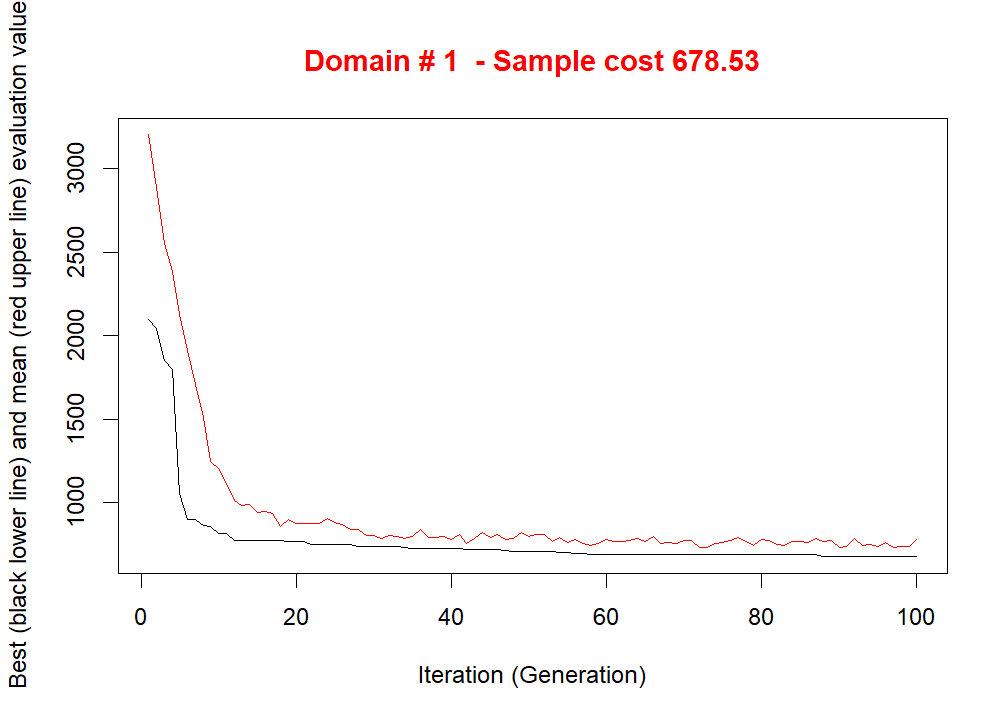 Domain # 1  - Sample cost 678.53
Best (black lower line) and mean (red upper line) evaluation value
3000
2500
2000
1500
1000
0 20 40 60 80 100
Iteration (Generation)